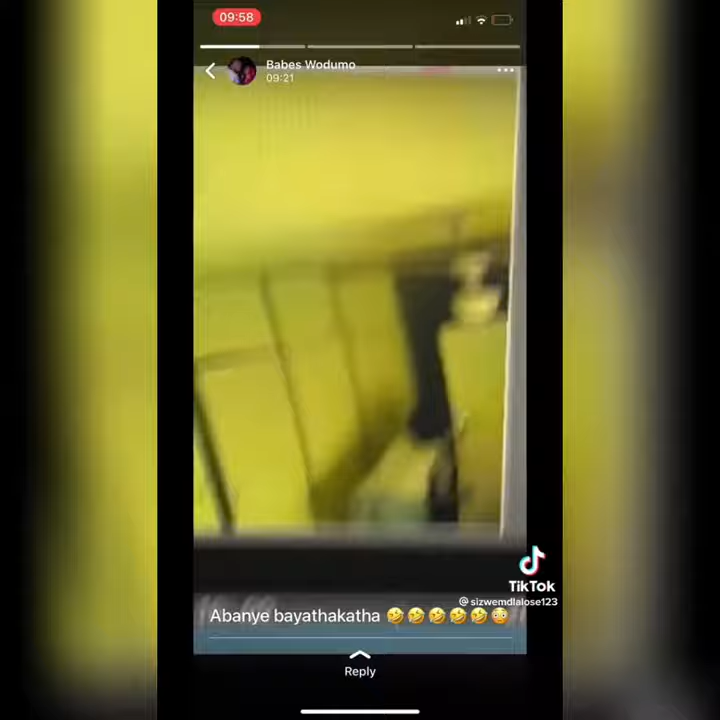 09:58
Babes Wodumo
09:21
TikTok
@sizwemdlalose123
Abanye bayathakatha 🤣🤣🤣🤣🤣😳
Reply